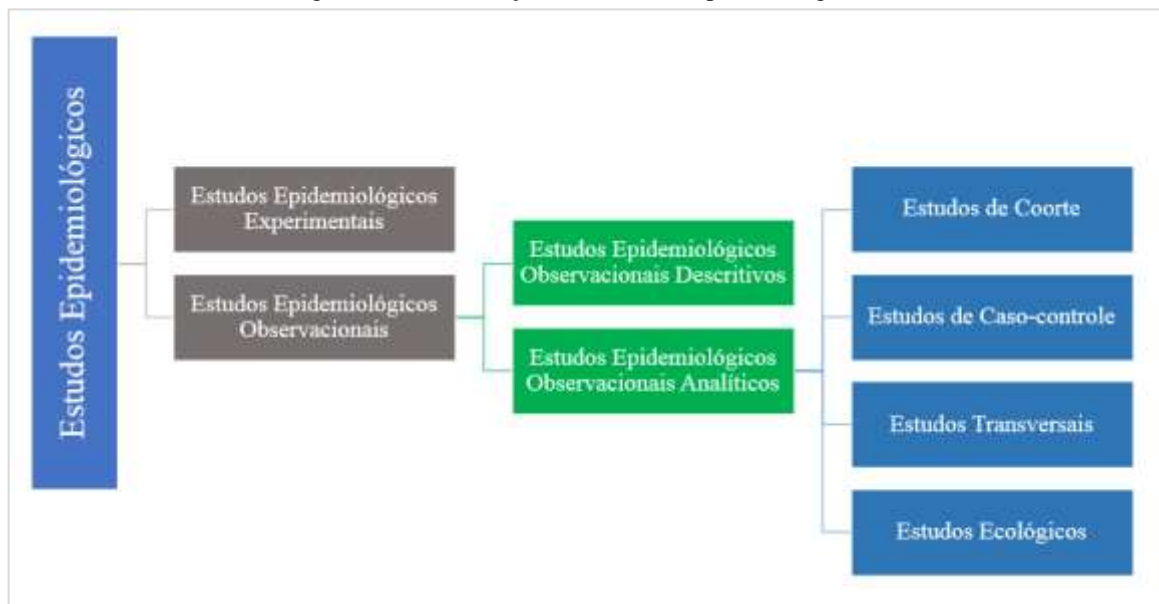 Estudos Epidemiológicos
Estudos Epidemiológicos
Experimentais
Estudos Epidemiológicos
Observacionais
Estudos Epidemiológicos
Observacionais Descritivos
Estudos Epidemiológicos
Observacionais Analíticos
Estudos de Coorte
Estudos de Caso-controle
Estudos Transversais
Estudos Ecológicos